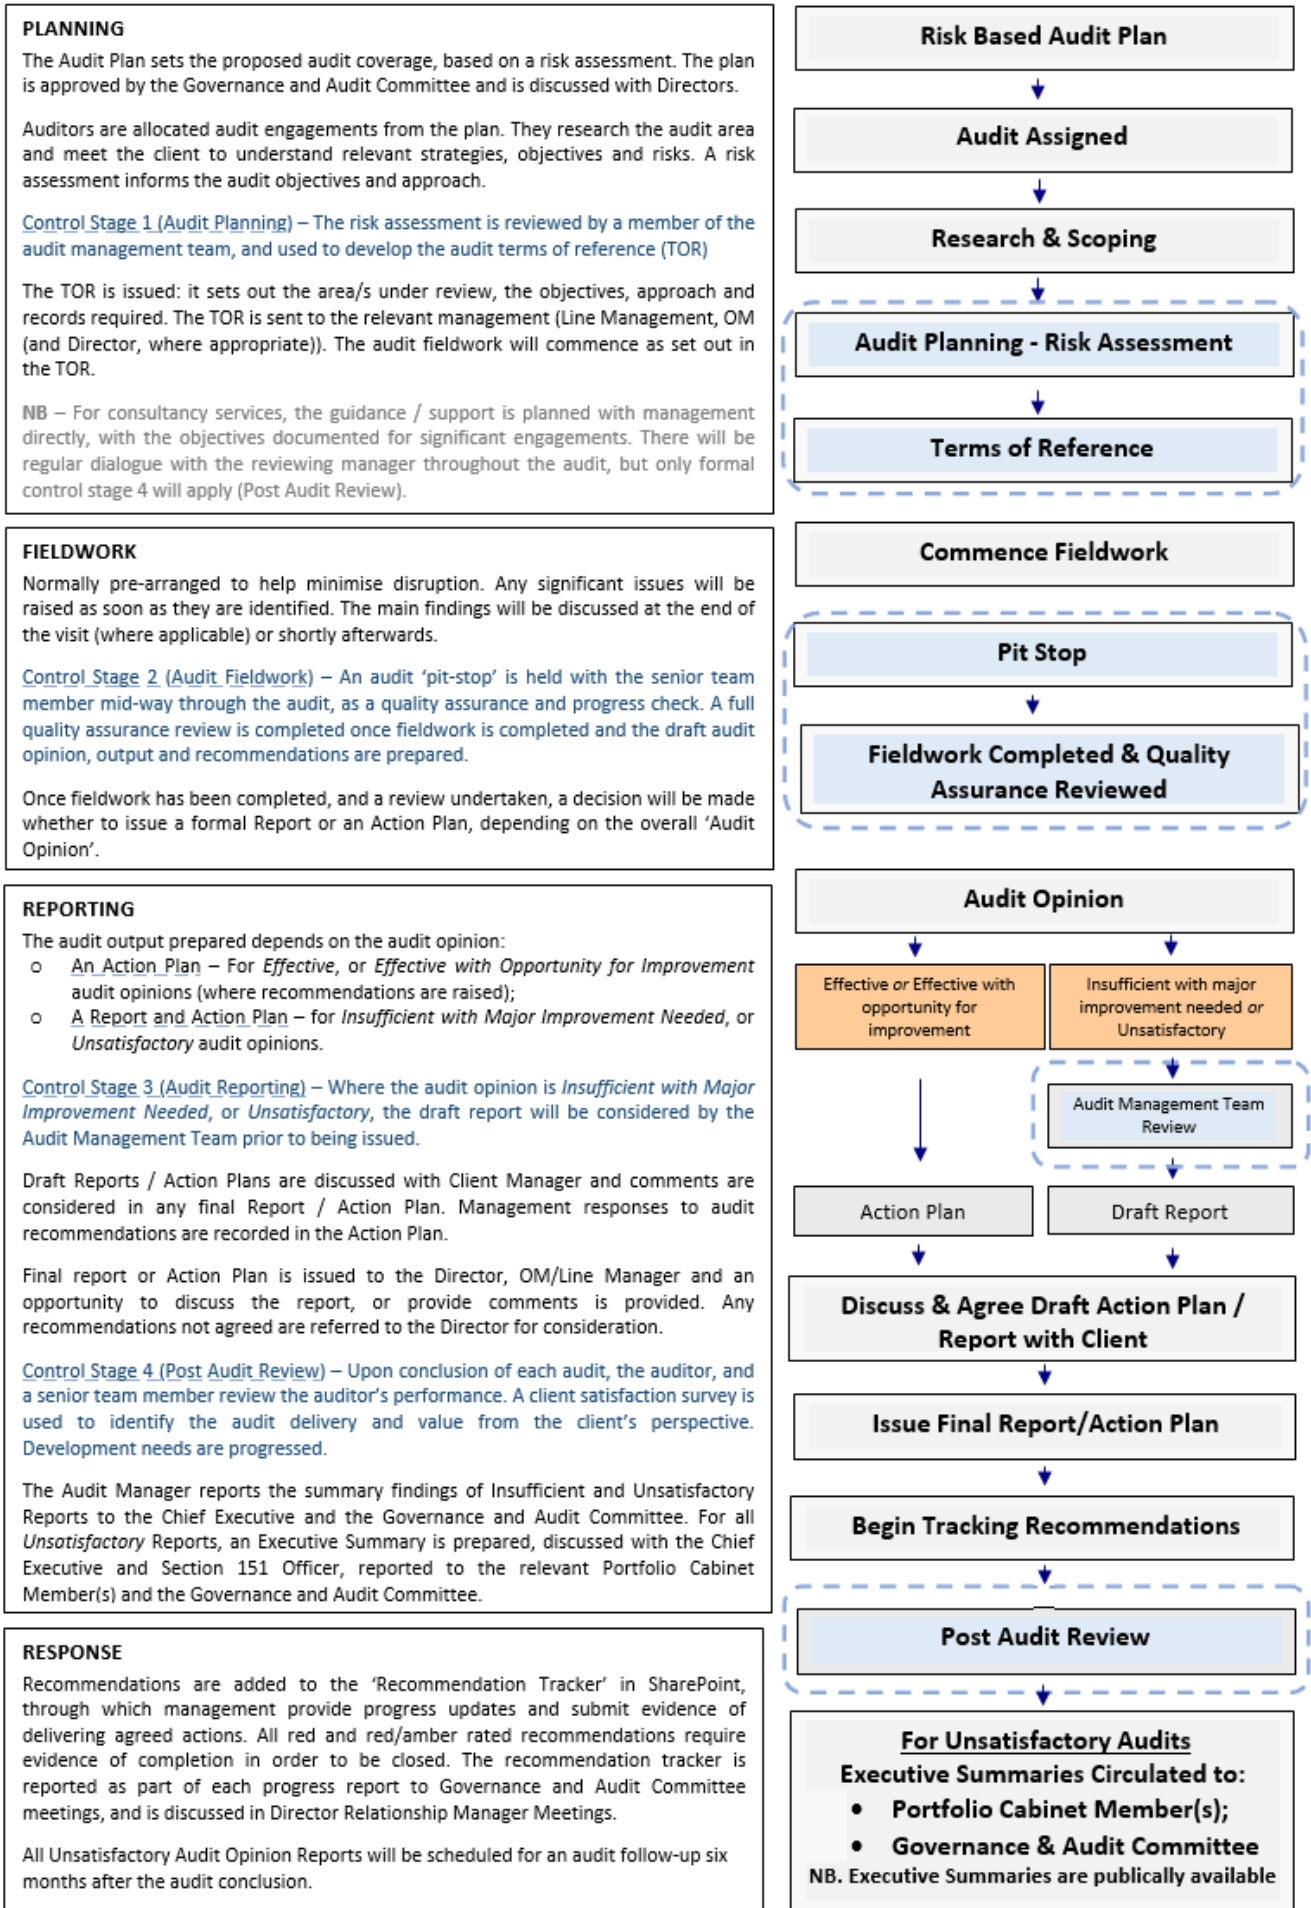 PLANNING
The Audit Plan sets the proposed audit coverage, based on a risk assessment. The plan
is approved by the Governance and Audit Committee and is discussed with Directors.
Auditors are allocated audit engagements from the plan. They research the audit area
and meet the client to understand relevant strategies, objectives and risks. A risk
assessment informs the audit objectives and approach.
Control Stage 1 (Audit Planning) – The risk assessment is reviewed by a member of the
audit management team, and used to develop the audit terms of reference (TOR)
The TOR is issued: it sets out the area/s under review, the objectives, approach and
records required. The TOR is sent to the relevant management (Line Management, OM
(and Director, where appropriate)). The audit fieldwork will commence as set out in
the TOR.
NB – For consultancy services, the guidance / support is planned with management
directly, with the objectives documented for significant engagements. There will be
regular dialogue with the reviewing manager throughout the audit, but only formal
control stage 4 will apply (Post Audit Review).
FIELDWORK
Normally pre-arranged to help minimise disruption. Any significant issues will be
raised as soon as they are identified. The main findings will be discussed at the end of
the visit (where applicable) or shortly afterwards.
Control Stage 2 (Audit Fieldwork) – An audit ‘pit-stop’ is held with the senior team
member mid-way through the audit, as a quality assurance and progress check. A full
quality assurance review is completed once fieldwork is completed and the draft audit
opinion, output and recommendations are prepared.
Once fieldwork has been completed, and a review undertaken, a decision will be made
whether to issue a formal Report or an Action Plan, depending on the overall ‘Audit
Opinion’.
REPORTING
The audit output prepared depends on the audit opinion:
o An Action Plan – For Effective, or Effective with Opportunity for Improvement
audit opinions (where recommendations are raised);
o A Report and Action Plan – for Insufficient with Major Improvement Needed, or
Unsatisfactory audit opinions.
Control Stage 3 (Audit Reporting) – Where the audit opinion is Insufficient with Major
Improvement Needed, or Unsatisfactory, the draft report will be considered by the
Audit Management Team prior to being issued.
Draft Reports / Action Plans are discussed with Client Manager and comments are
considered in any final Report / Action Plan. Management responses to audit
recommendations are recorded in the Action Plan.
Final report or Action Plan is issued to the Director, OM/Line Manager and an
opportunity to discuss the report, or provide comments is provided. Any
recommendations not agreed are referred to the Director for consideration.
Control Stage 4 (Post Audit Review) – Upon conclusion of each audit, the auditor, and
a senior team member review the auditor’s performance. A client satisfaction survey is
used to identify the audit delivery and value from the client’s perspective.
Development needs are progressed.
The Audit Manager reports the summary findings of Insufficient and Unsatisfactory
Reports to the Chief Executive and the Governance and Audit Committee. For all
Unsatisfactory Reports, an Executive Summary is prepared, discussed with the Chief
Executive and Section 151 Officer, reported to the relevant Portfolio Cabinet
Member(s) and the Governance and Audit Committee.
RESPONSE
Recommendations are added to the ‘Recommendation Tracker’ in SharePoint,
through which management provide progress updates and submit evidence of
delivering agreed actions. All red and red/amber rated recommendations require
evidence of completion in order to be closed. The recommendation tracker is
reported as part of each progress report to Governance and Audit Committee
meetings, and is discussed in Director Relationship Manager Meetings.
All Unsatisfactory Audit Opinion Reports will be scheduled for an audit follow-up six
months after the audit conclusion.
Risk Based Audit Plan
Audit Assigned
Research & Scoping
Audit Planning - Risk Assessment
Terms of Reference
Commence Fieldwork
Pit Stop
Fieldwork Completed & Quality
Assurance Reviewed
Audit Opinion
Effective or Effective with
opportunity for
improvement
Insufficient with major
improvement needed or
Unsatisfactory
Audit Management Team
Review
Action Plan
Draft Report
Discuss & Agree Draft Action Plan /
Report with Client
Issue Final Report/Action Plan
Begin Tracking Recommendations
Post Audit Review
For Unsatisfactory Audits
Executive Summaries Circulated to:
• Portfolio Cabinet Member(s);
• Governance & Audit Committee
NB. Executive Summaries are publically available